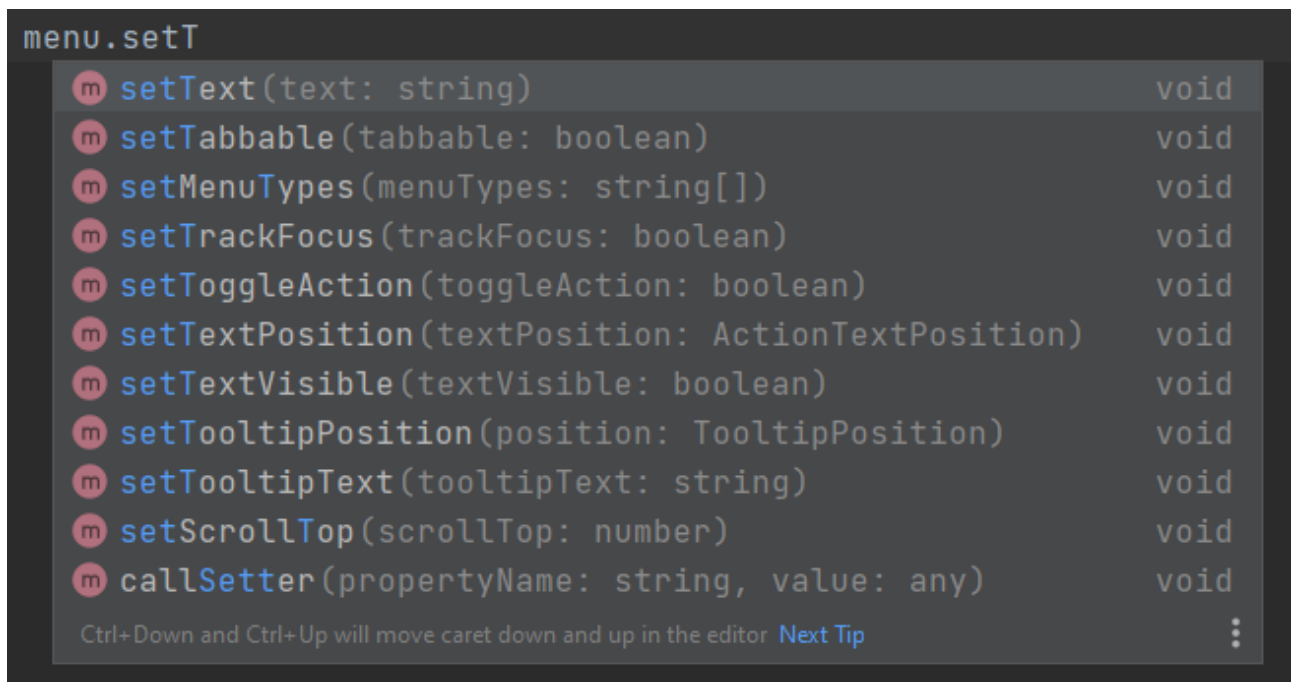 menu.setT
m setText(text: string) void
m setTabbable(tabbable: boolean) void
m setMenuTypes(menuTypes: string[]) void
m setTrackFocus(trackFocus: boolean) void
m setToggleAction(toggleAction: boolean) void
m setTextPosition(textPosition: ActionTextPosition) void
m setTextVisible(textVisible: boolean) void
m setTooltipPosition(position: TooltipPosition) void
m setTooltipText(tooltipText: string) void
m setScrollTop(scrollTop: number) void
m callSetter(propertyName: string, value: any) void
Ctrl+Down and Ctrl+Up will move caret down and up in the editor Next Tip